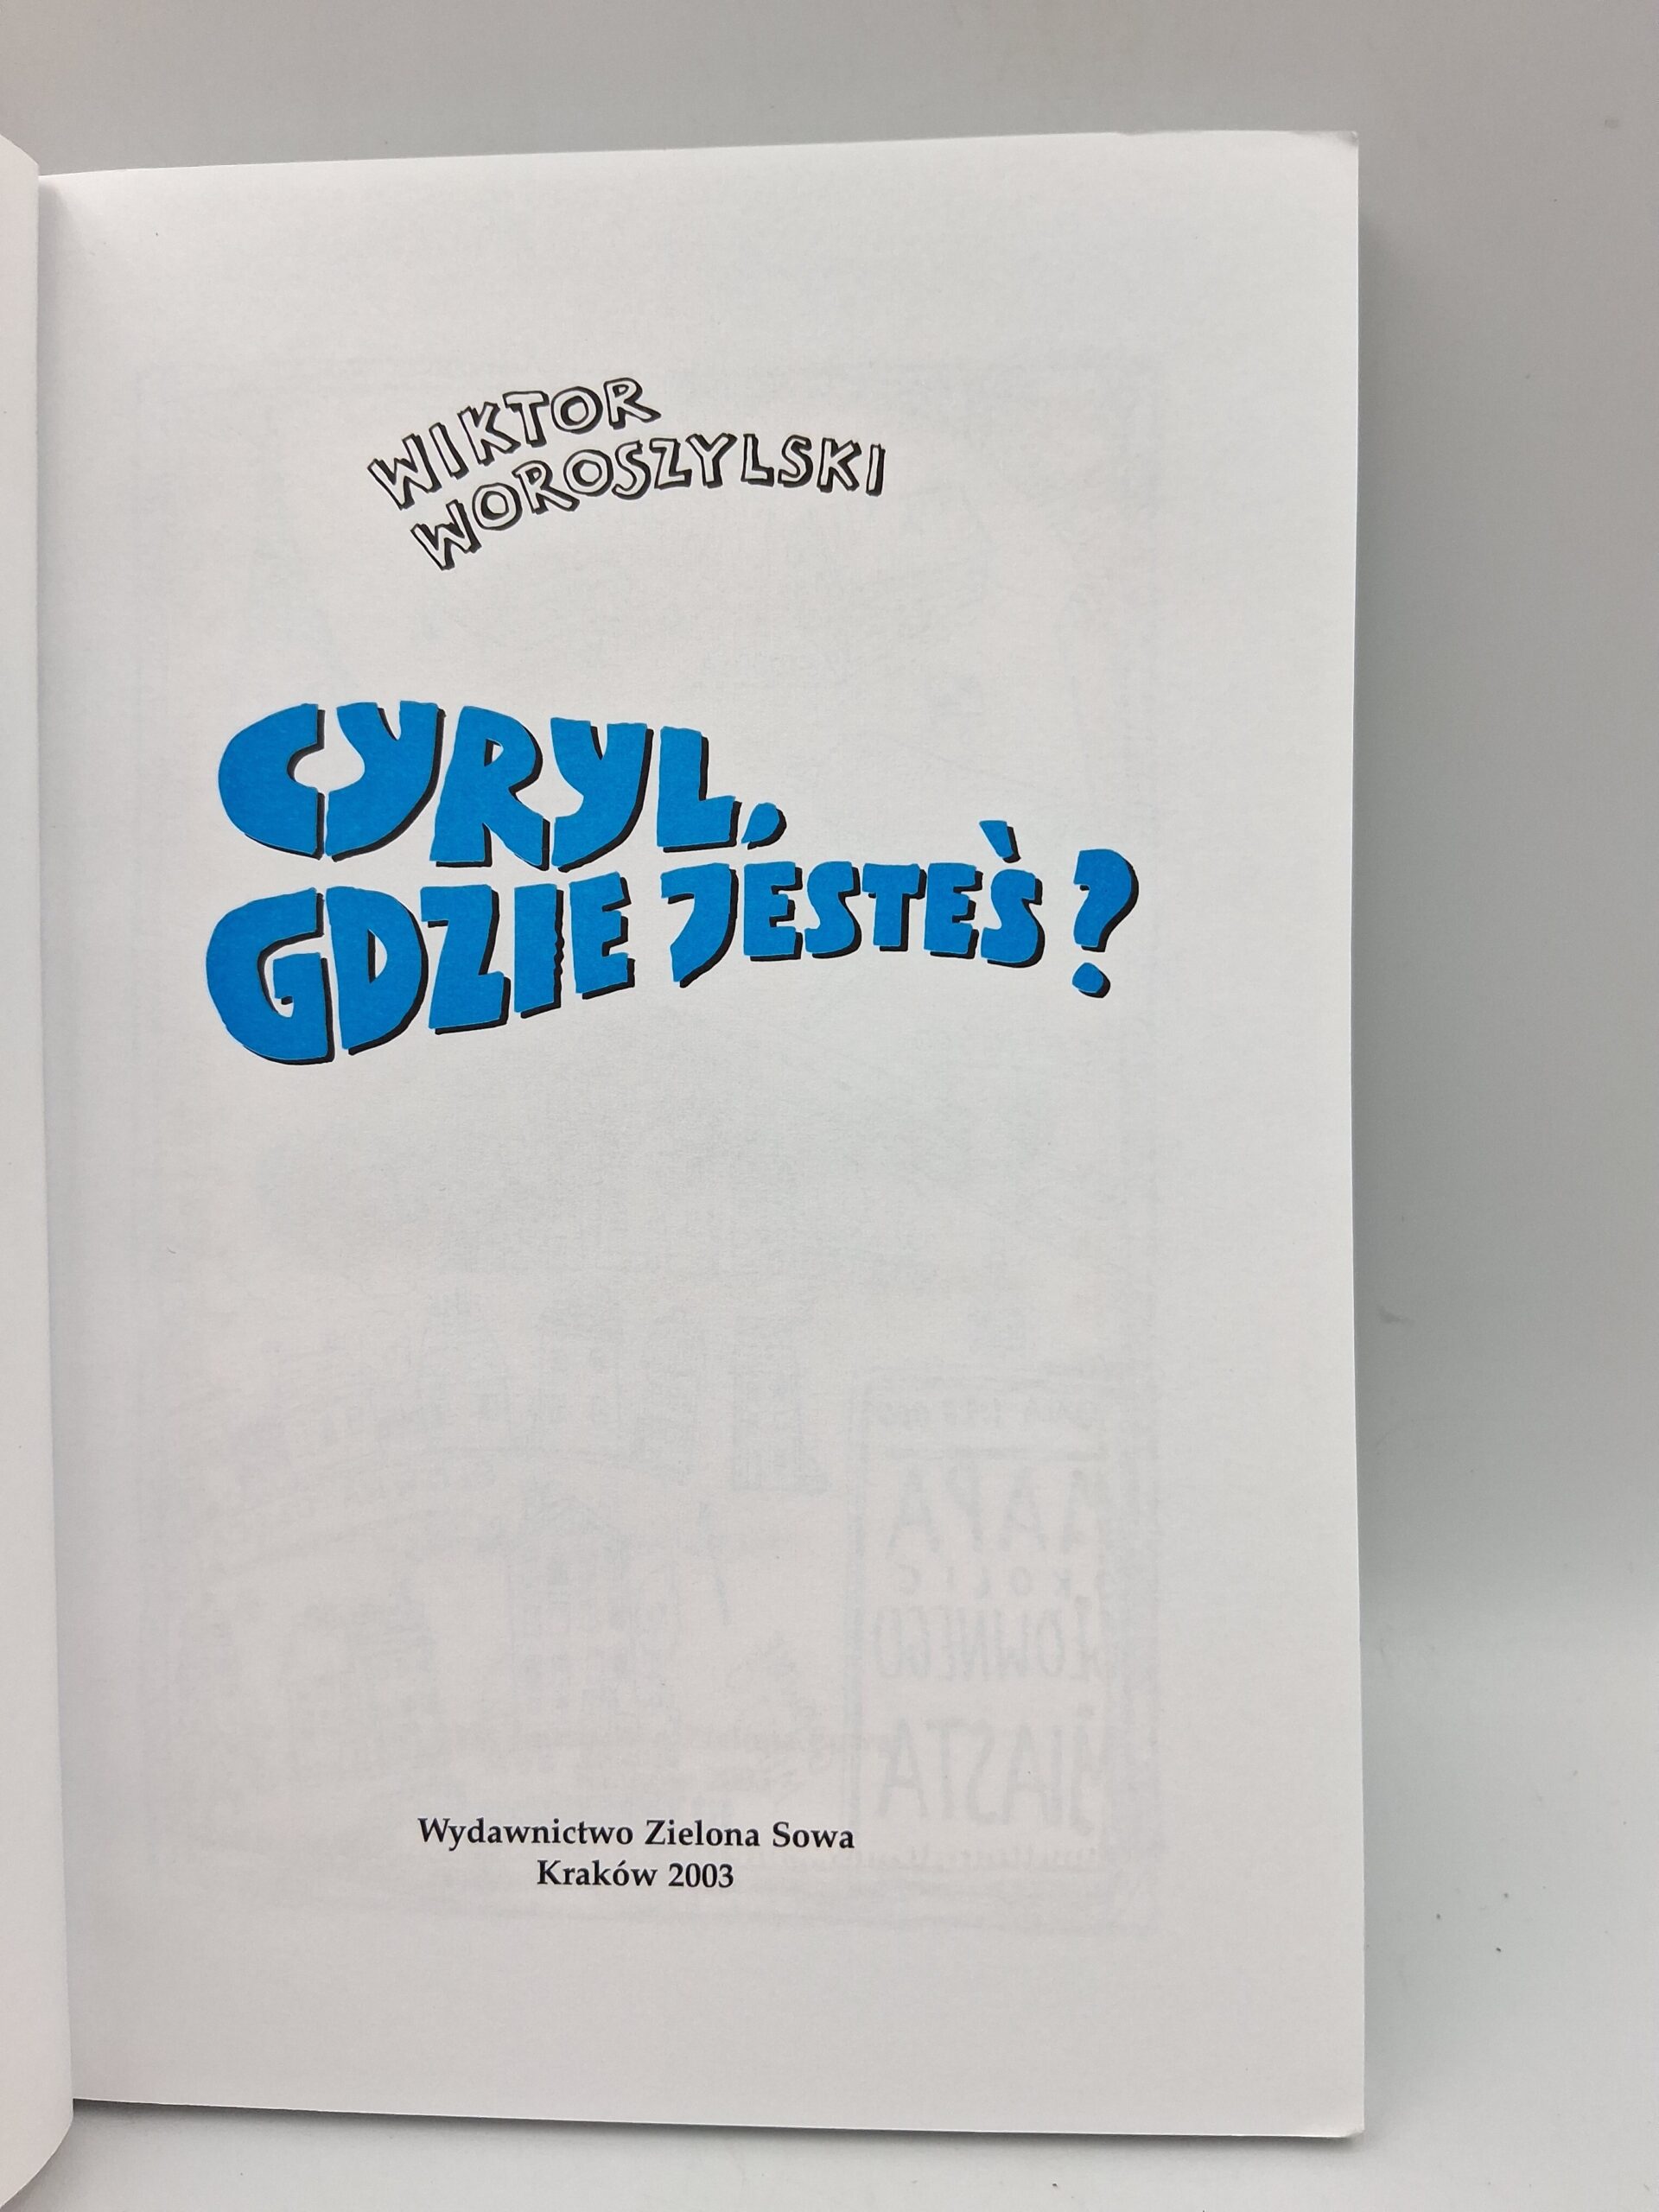 WIKTOR
WOROSZYLSKI
CYRYL,
GDZIE JESTEŚ?
Wydawnictwo Zielona Sowa
Kraków 2003